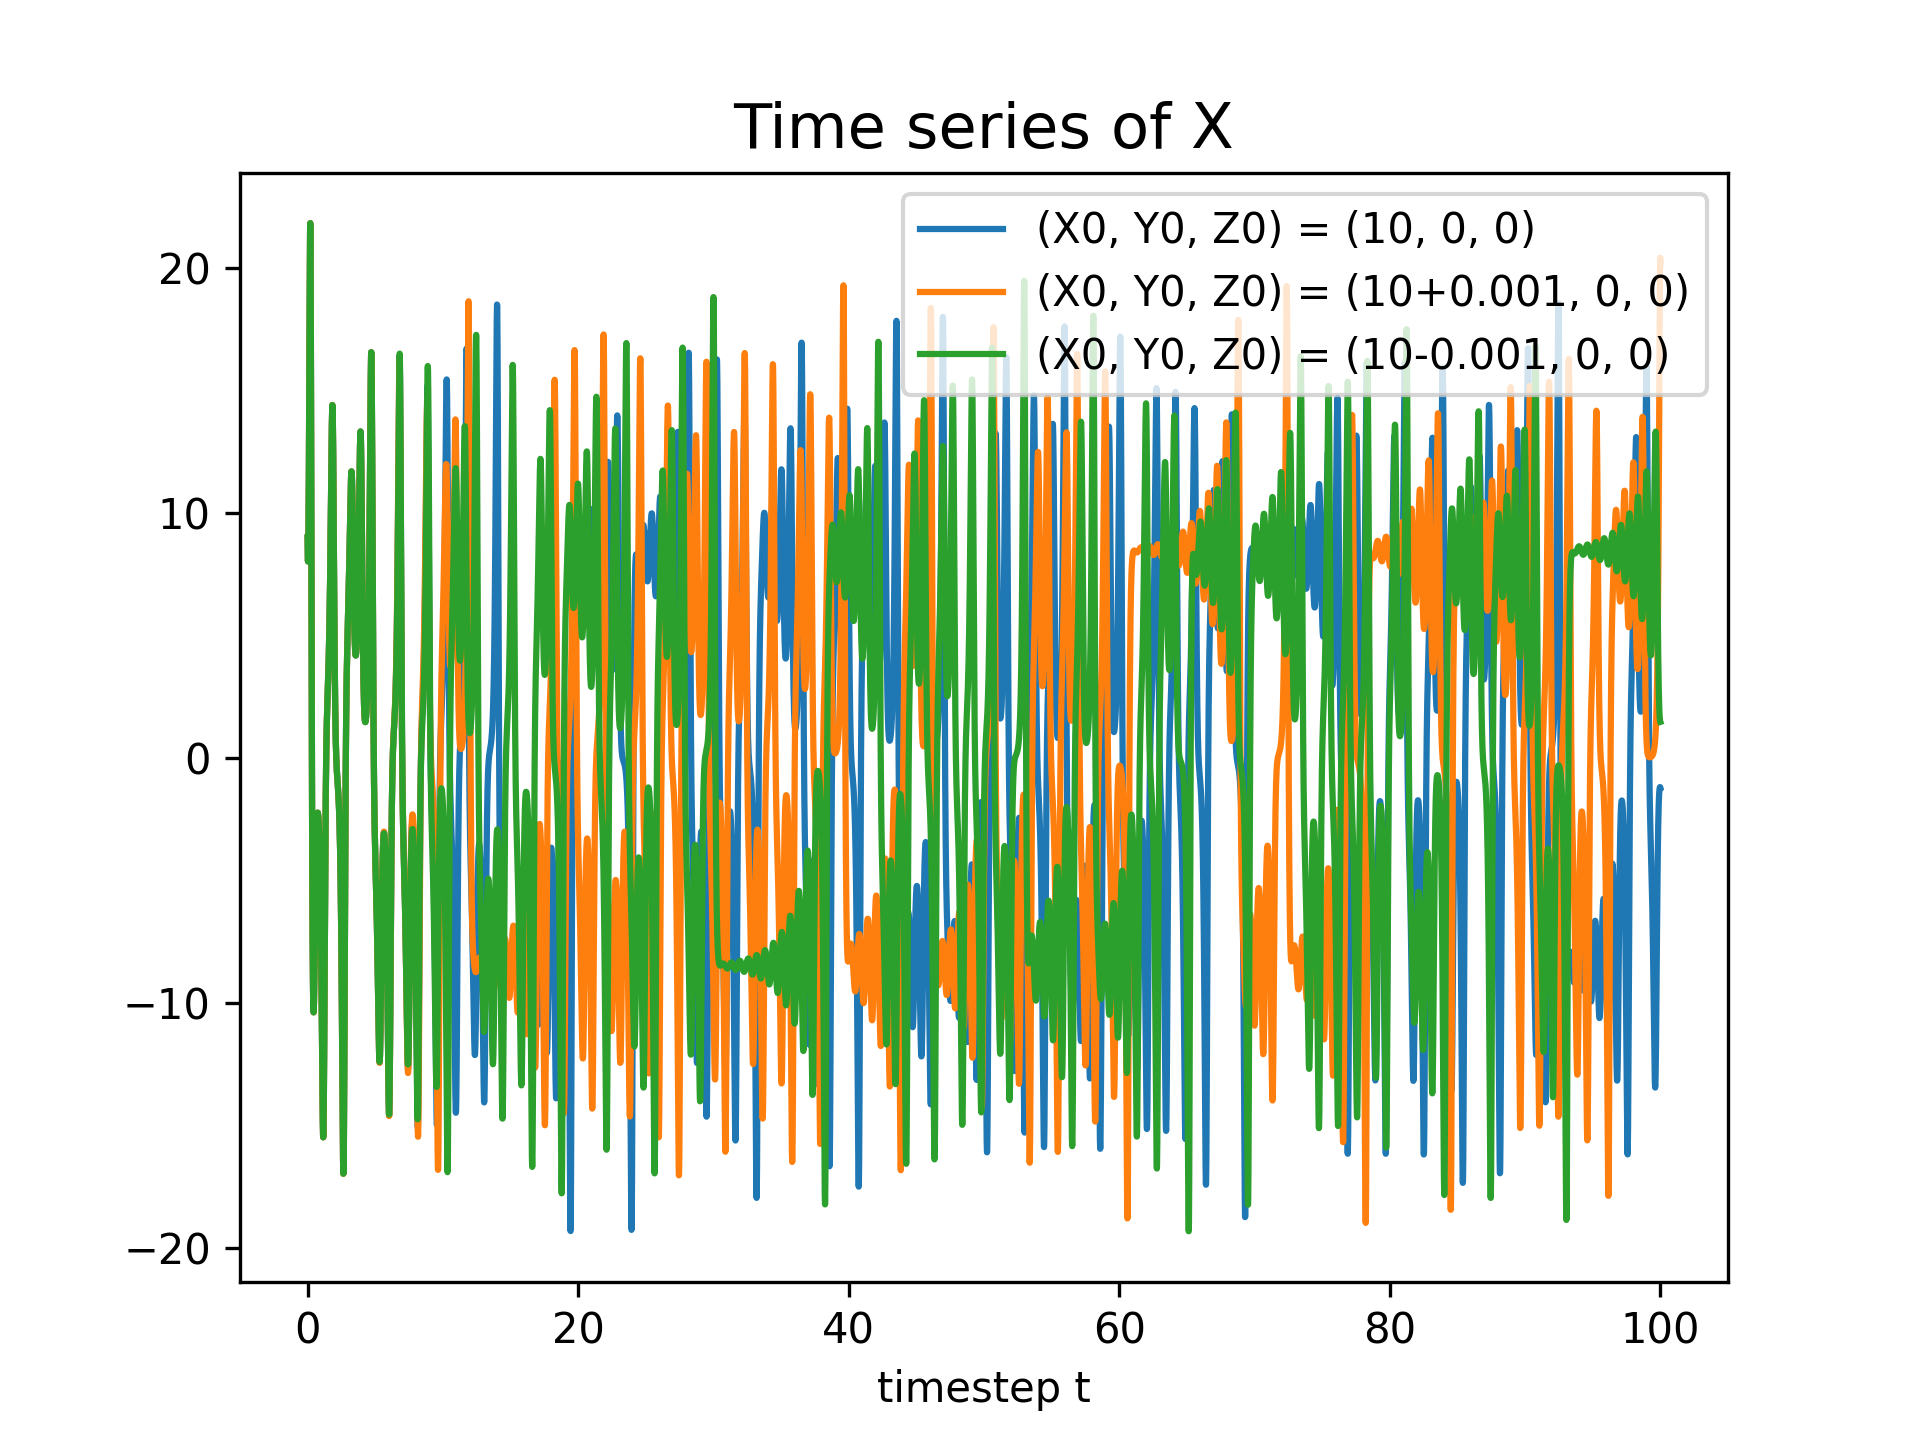 Time series of X
(X0, Y0, Z0) = (10, 0, 0)
(X0, Y0, Z0) = (10+0.001, 0, 0)
(X0, Y0, Z0) = (10-0.001, 0, 0)
20
10
0
−10
−20
0 20 40 60 80 100
timestep t